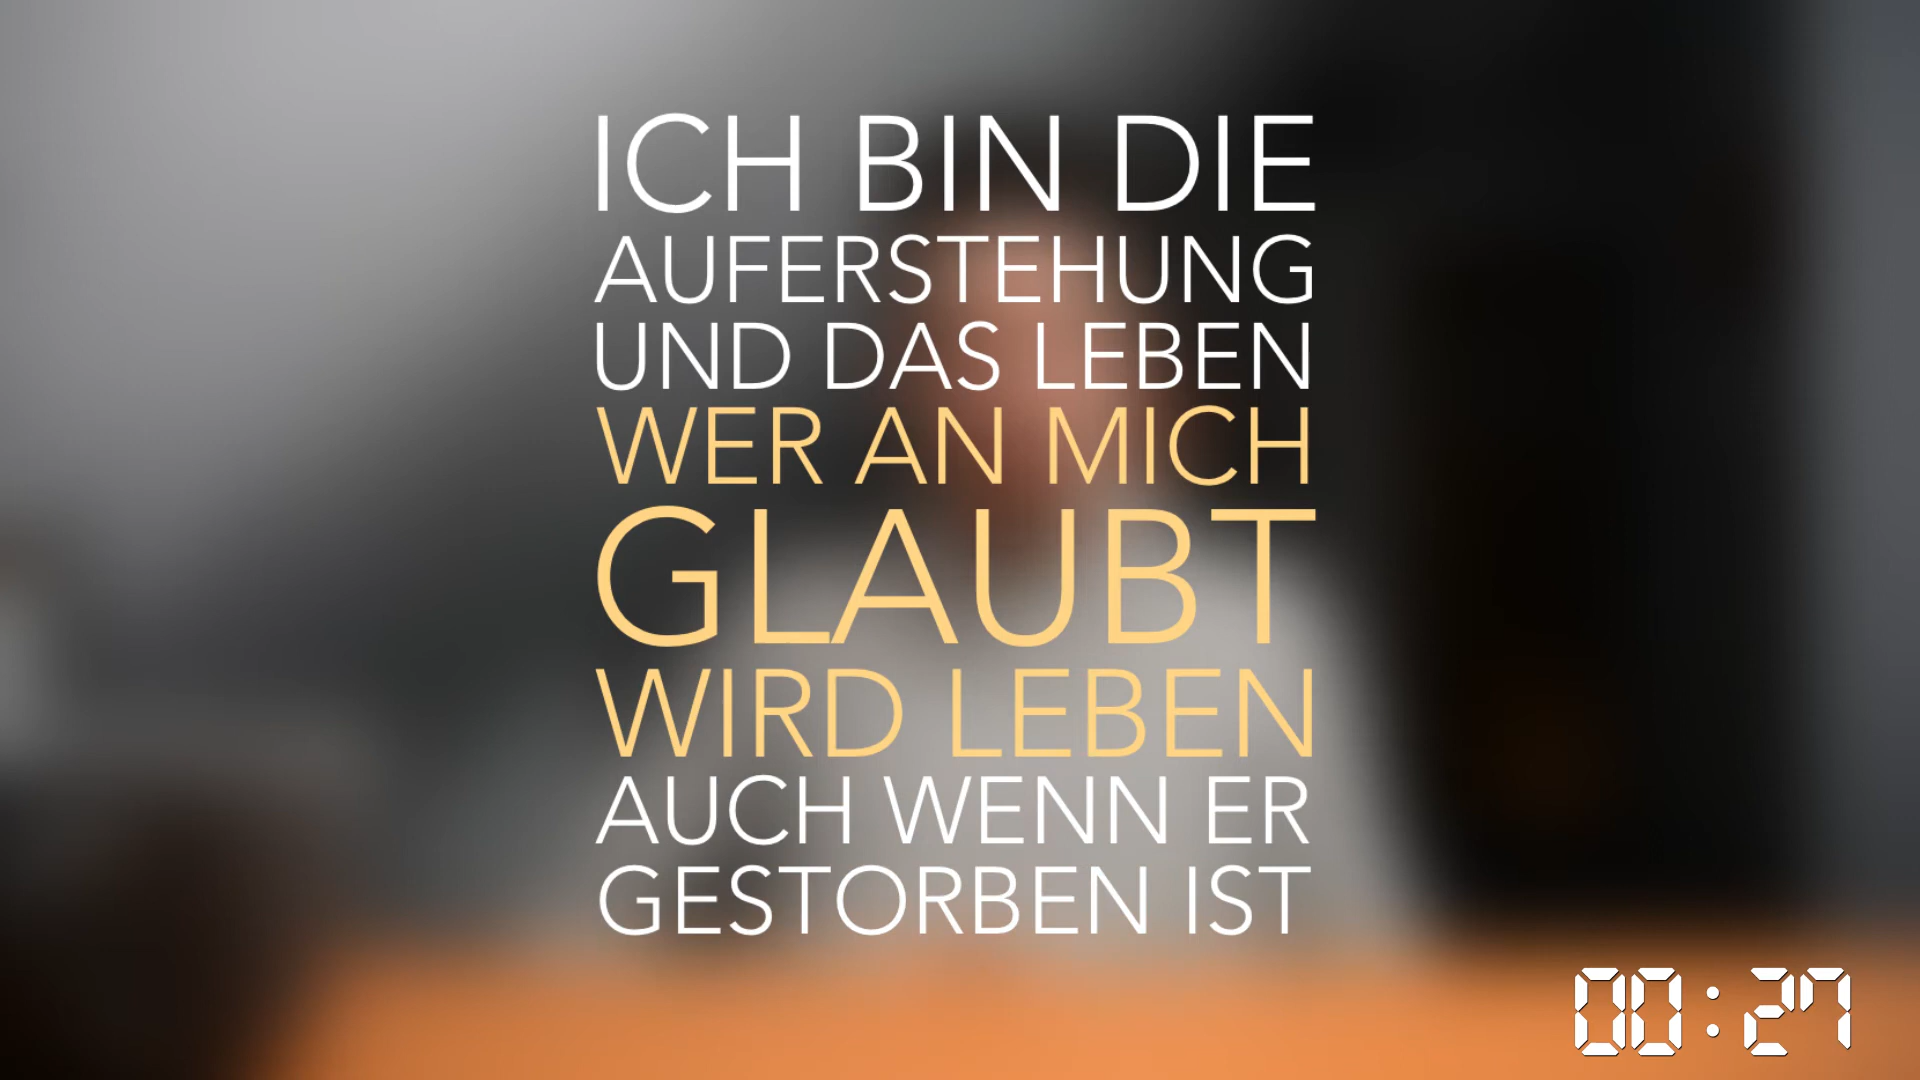 ICH BIN DIE
AUFERSTEHUNG
UND DAS LEBEN
WER AN MICH
GLAUBT
WIRD LEBEN
AUCH WENN ER
GESTORBEN IST
00:27